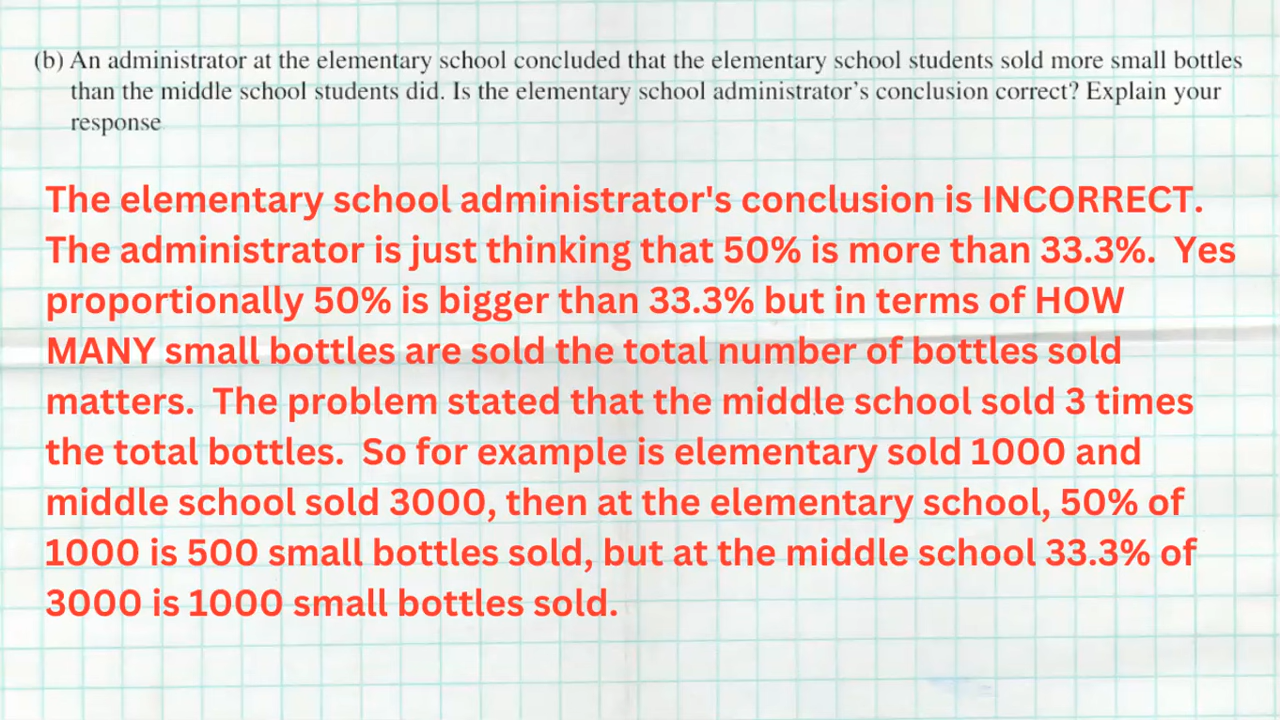 (b) An administrator at the elementary school concluded that the elementary school students sold more small bottles
than the middle school students did. Is the elementary school administrator's conclusion correct? Explain your
response
The elementary school administrator's conclusion is INCORRECT.
The administrator is just thinking that 50% is more than 33.3%. Yes
proportionally 50% is bigger than 33.3% but in terms of HOW
MANY small bottles are sold the total number of bottles sold
matters. The problem stated that the middle school sold 3 times
the total bottles. So for example is elementary sold 1000 and
middle school sold 3000, then at the elementary school, 50% of
1000 is 500 small bottles sold, but at the middle school 33.3% of
3000 is 1000 small bottles sold.